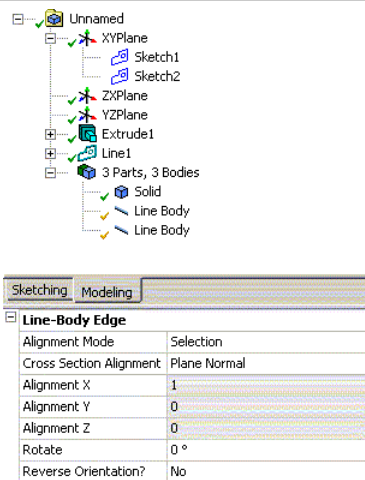 Unnamed
XYPlane
Sketch1
Sketch2
ZXPlane
YZPlane
Extrude1
Line1
3 Parts, 3 Bodies
Solid
Line Body
Line Body
Sketching Modeling
Line-Body Edge
Alignment Mode Selection
Cross Section Alignment Plane Normal
Alignment X 1
Alignment Y 0
Alignment Z 0
Rotate 0 °
Reverse Orientation? No